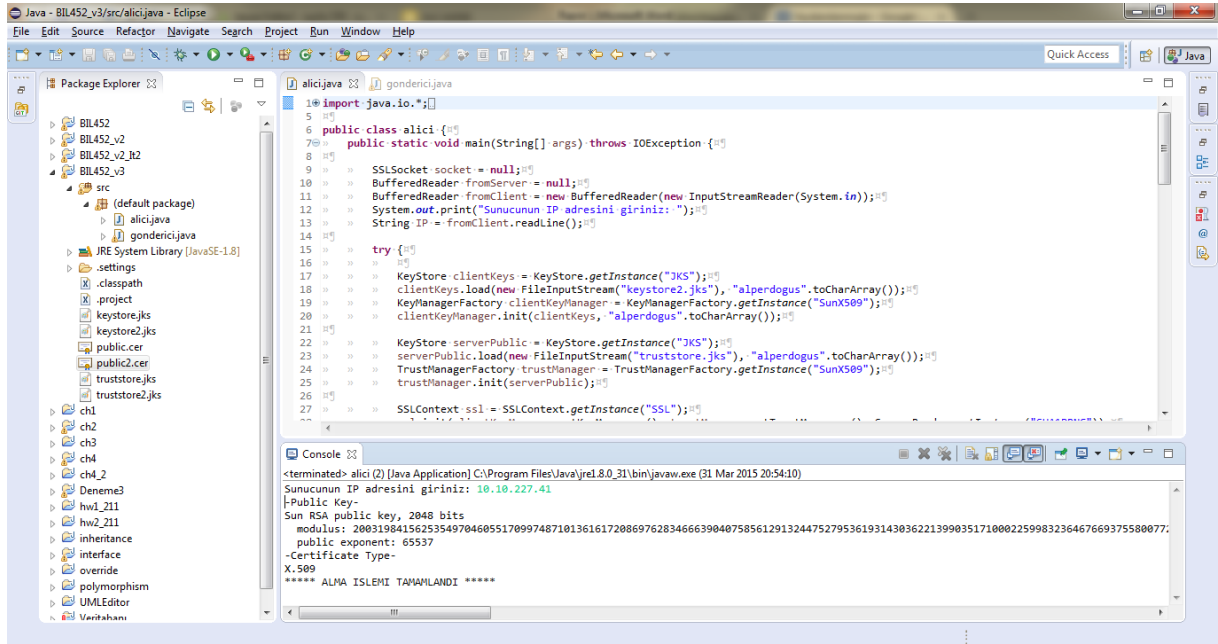 Java - BIL452_v3/src/alici.java - Eclipse
File Edit Source Refactor Navigate Search Project Run Window Help
Quick Access
Java
Package Explorer
BIL452
BIL452_v2
BIL452_v2_It2
BIL452_v3
src
(default package)
alici.java
gonderici.java
JRE System Library [JavaSE-1.8]
.settings
.classpath
.project
keystore.jks
keystore2.jks
public.cer
public2.cer
truststore.jks
truststore2.jks
ch1
ch2
ch3
ch4
ch4_2
Deneme3
hw1_211
hw2_211
inheritance
interface
override
polymorphism
UMLEditor
Veritabanı
alici.java gonderici.java
1 import java.io.*;
5
6 public class alici {
7 public static void main(String[] args) throws IOException {
8
9 SSLSocket socket = null;
10 BufferedReader fromServer = null;
11 BufferedReader fromClient = new BufferedReader(new InputStreamReader(System.in));
12 System.out.print("Sunucunun IP adresini giriniz: ");
13 String IP = fromClient.readLine();
14
15 try {
16
17 KeyStore clientKeys = KeyStore.getInstance("JKS");
18 clientKeys.load(new FileInputStream("keystore2.jks"), "alperdogus".toCharArray());
19 KeyManagerFactory clientKeyManager = KeyManagerFactory.getInstance("SunX509");
20 clientKeyManager.init(clientKeys, "alperdogus".toCharArray());
21
22 KeyStore serverPublic = KeyStore.getInstance("JKS");
23 serverPublic.load(new FileInputStream("truststore.jks"), "alperdogus".toCharArray());
24 TrustManagerFactory trustManager = TrustManagerFactory.getInstance("SunX509");
25 trustManager.init(serverPublic);
26
27 SSLContext ssl = SSLContext.getInstance("SSL");
Console
<terminated> alici (2) [Java Application] C:\Program Files\Java\jre1.8.0_31\bin\javaw.exe (31 Mar 2015 20:54:10)
Sunucunun IP adresini giriniz: 10.10.227.41
-Public Key-
Sun RSA public key, 2048 bits
modulus:
public exponent: 65537
-Certificate Type-
X.509
***** ALMA ISLEMI TAMAMLANDI *****